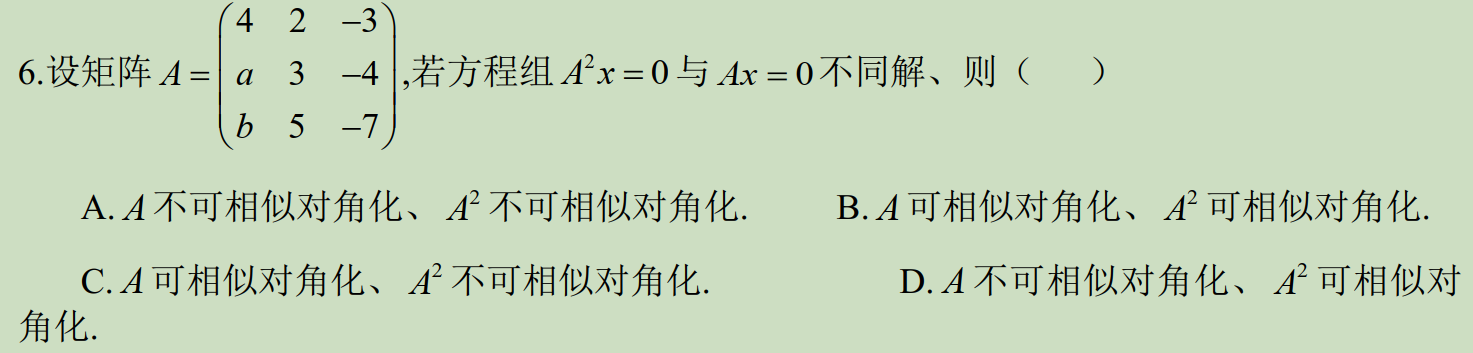 6.设矩阵 A = \begin{pmatrix} 4 & 2 & -3 \\ a & 3 & -4 \\ b & 5 & -7 \end{pmatrix} ,若方程组 A²x = 0 与 Ax = 0 不同解、则（ ）
A. A 不可相似对角化、 A² 不可相似对角化. B. A 可相似对角化、 A² 可相似对角化.
C. A 可相似对角化、 A² 不可相似对角化. D. A 不可相似对角化、 A² 可相似对
角化.